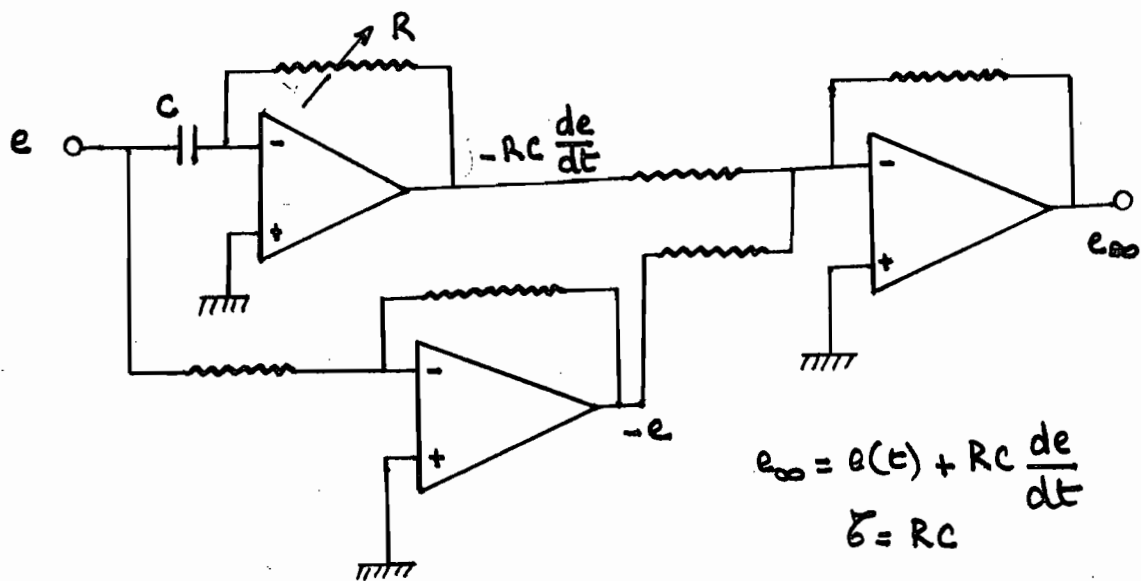 R
C
e
-
+
-RC de/dt
-
+
e∞
-
+
-e
e∞ = e(t) + RC de/dt
τ = RC